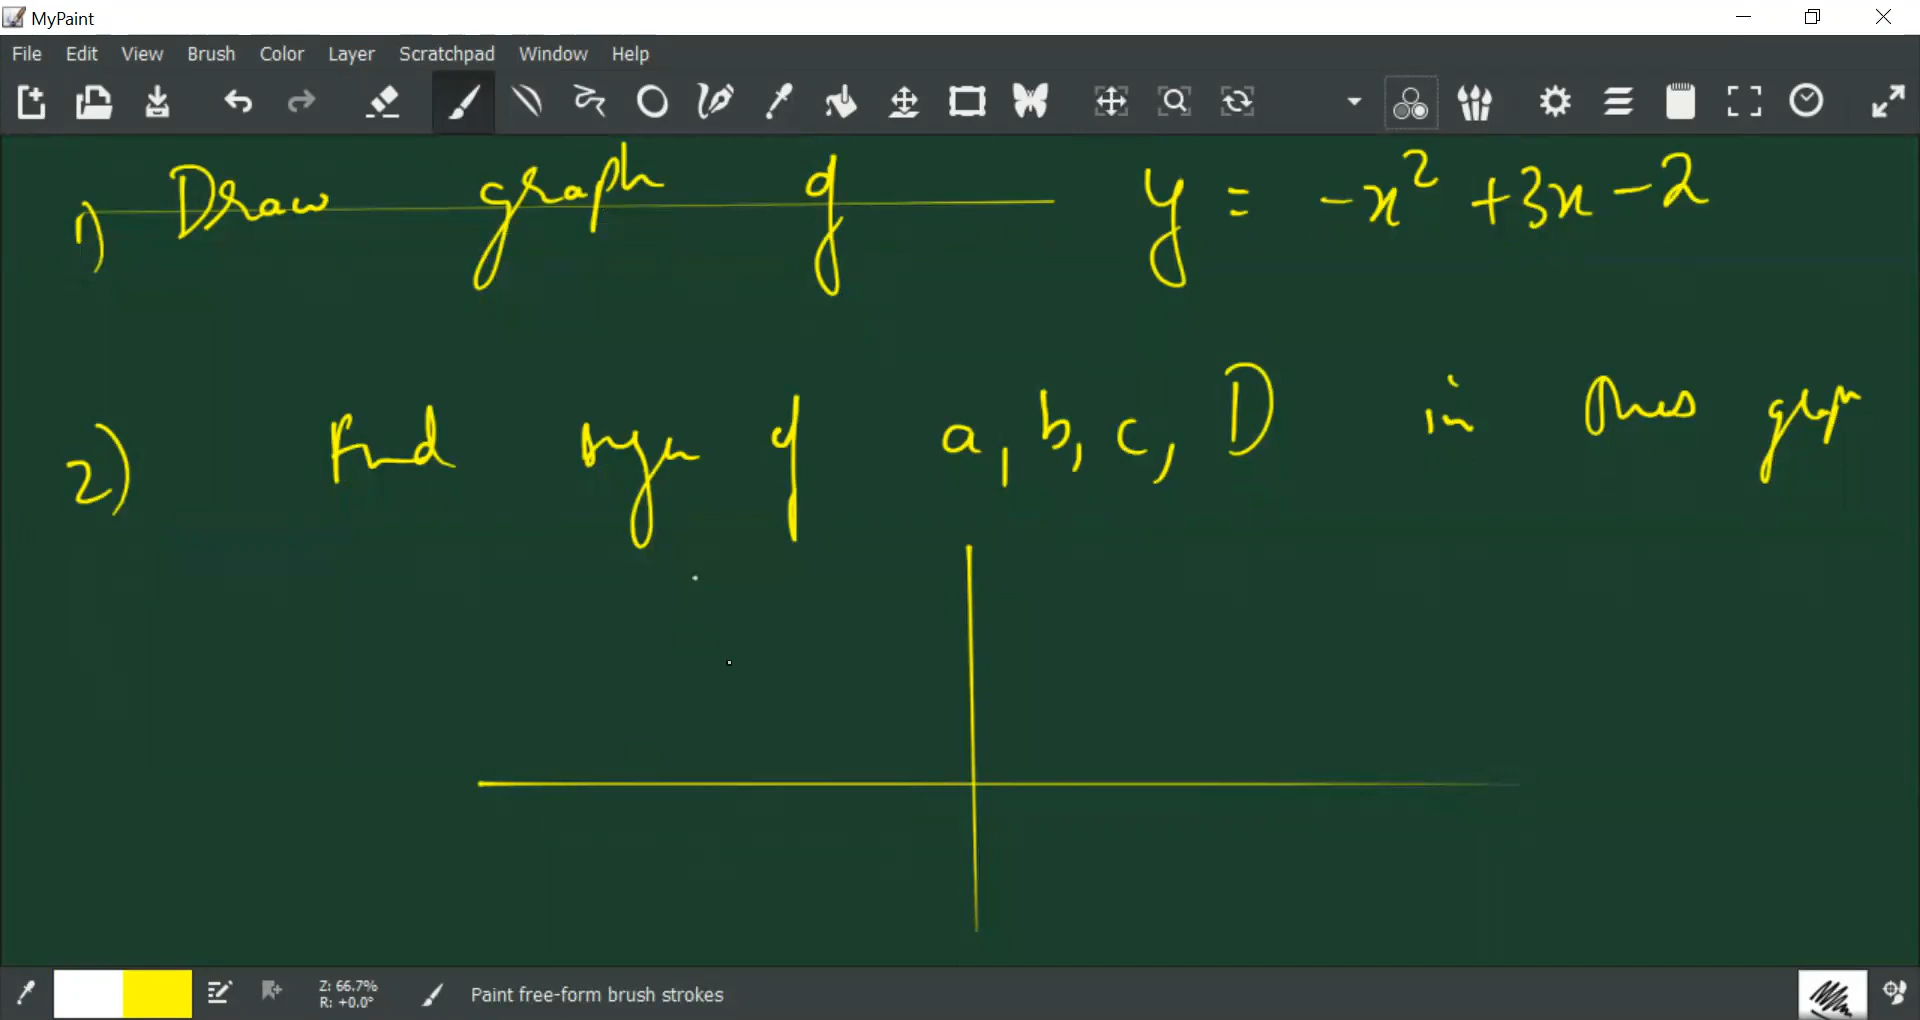 MyPaint
File Edit View Brush Color Layer Scratchpad Window Help
1) Draw graph of y = -x² +3x -2
2) Find sign of a, b, c, D in this graph
Z: 66.7%
R: +0.0°
Paint free-form brush strokes